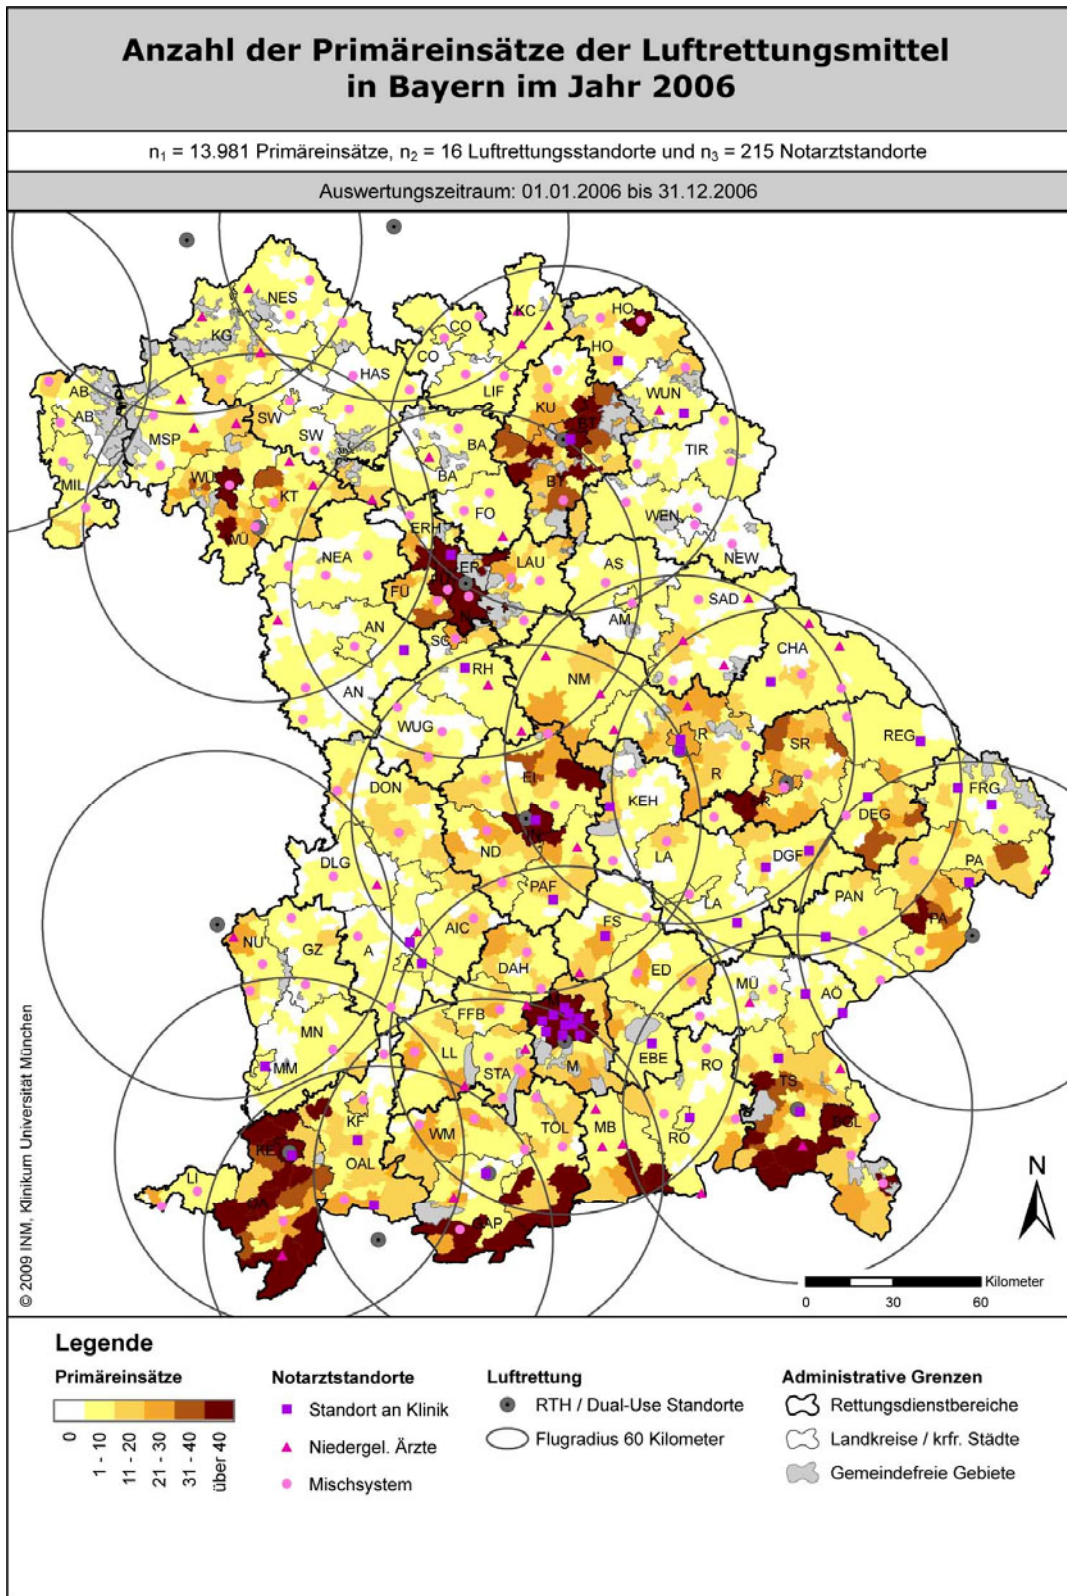 Anzahl der Primäreinsätze der Luftrettungsmittel
in Bayern im Jahr 2006
n₁ = 13.981 Primäreinsätze, n₂ = 16 Luftrettungsstandorte und n₃ = 215 Notarztstandorte
Auswertungszeitraum: 01.01.2006 bis 31.12.2006
NES
KC
HO
CO
KG
HO
CO
HAS
AB
LIF
KU
WUN
AB
SW
BT
MSP
SW
BA
TIR
WÜ
BA
MIL
KT
BT
FO
WEN
WÜ
ERH
NEW
NEA
ER
LAU
AS
FÜ
SAD
AN
AM
SC
CHA
RH
NM
AN
WUG
R
SR
REG
EI
R
FRG
DON
KEH
SR
DEG
IN
ND
LA
DGF
PA
DLG
PAF
LA
PAN
PA
NU
GZ
A
AIC
FS
A
DAH
ED
MÜ
AÖ
MN
FFB
M
EBE
RO
LL
STA
M
MM
TS
KF
WM
TOL
MB
RO
BGL
KE
OAL
LI
OA
GAP
N
Kilometer
0 30 60
© 2009 INM, Klinikum Universität München
Legende
Primäreinsätze
0
1 - 10
11 - 20
21 - 30
31 - 40
über 40
Notarztstandorte
Standort an Klinik
Niedergel. Ärzte
Mischsystem
Luftrettung
RTH / Dual-Use Standorte
Flugradius 60 Kilometer
Administrative Grenzen
Rettungsdienstbereiche
Landkreise / krfr. Städte
Gemeindefreie Gebiete